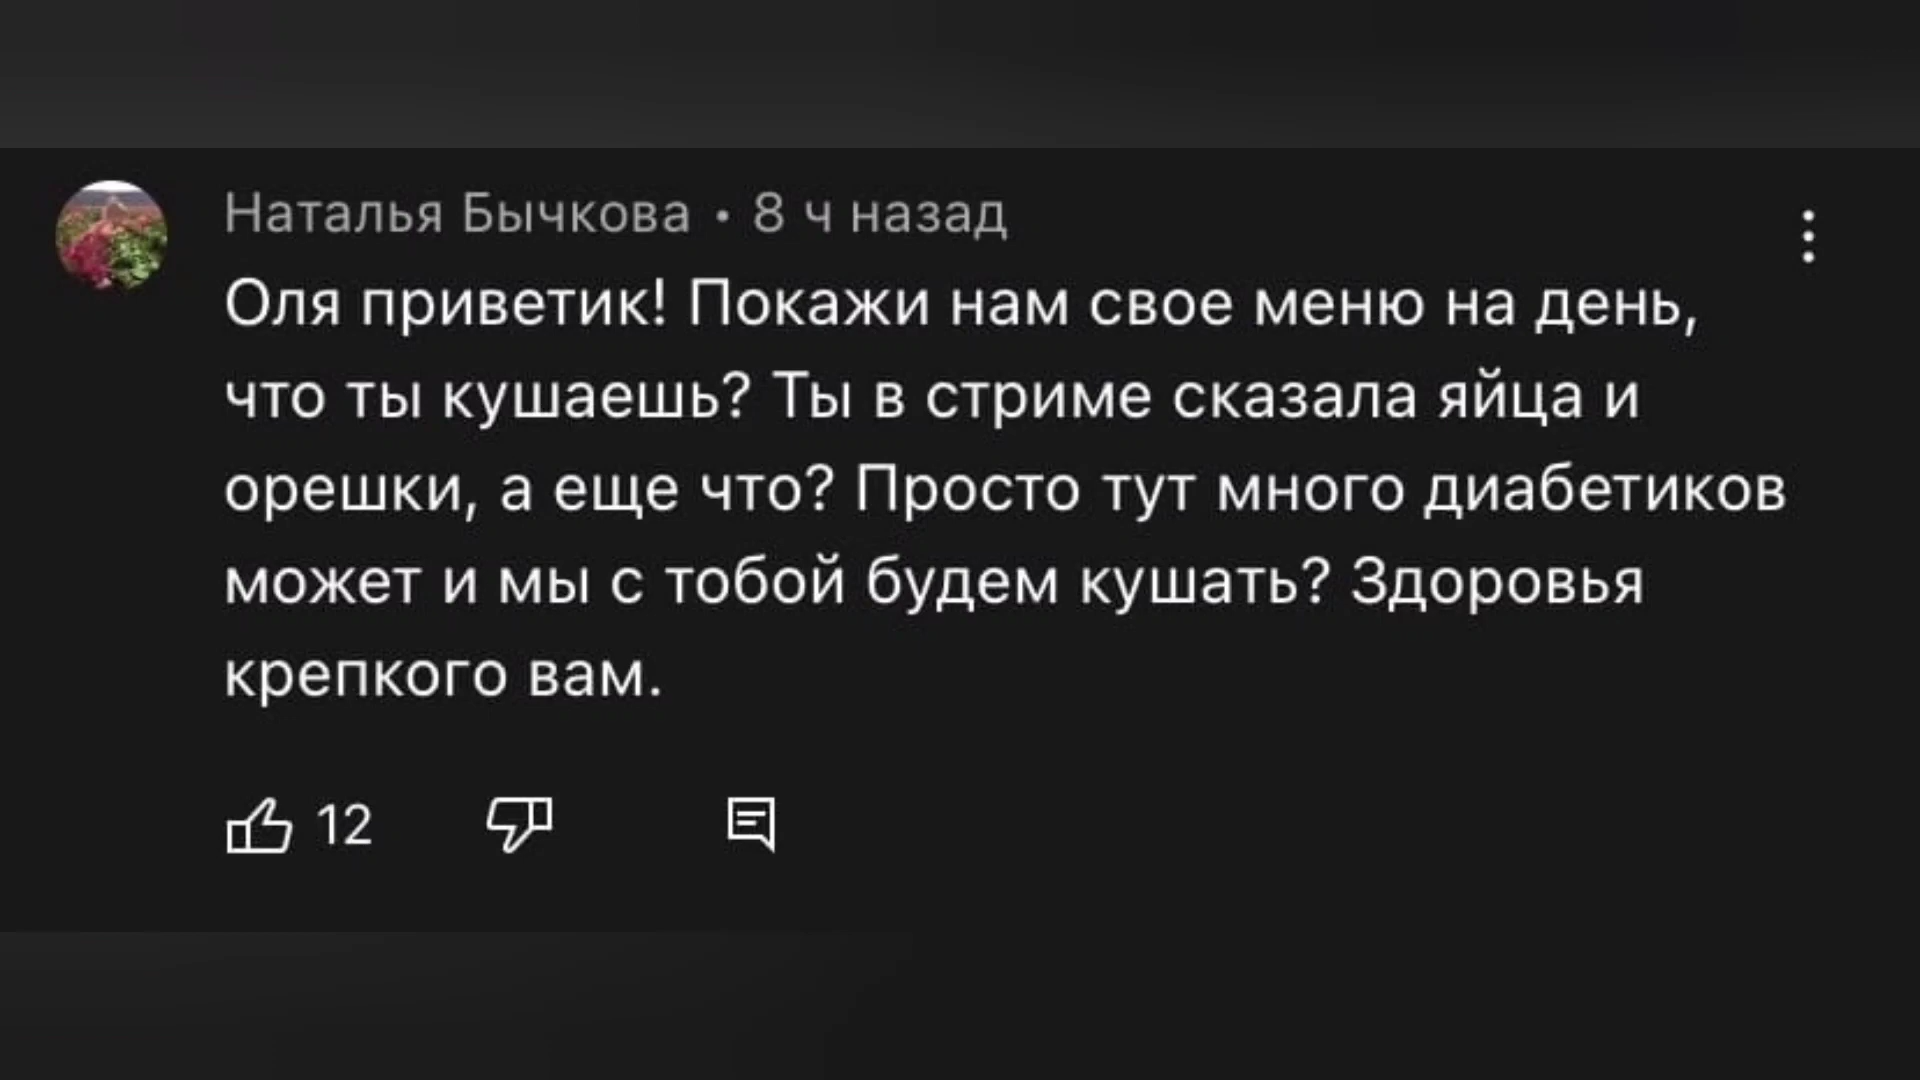 Наталья Бычкова • 8 ч назад
Оля приветик! Покажи нам свое меню на день,
что ты кушаешь? Ты в стриме сказала яйца и
орешки, а еще что? Просто тут много диабетиков
может и мы с тобой будем кушать? Здоровья
крепкого вам.
12